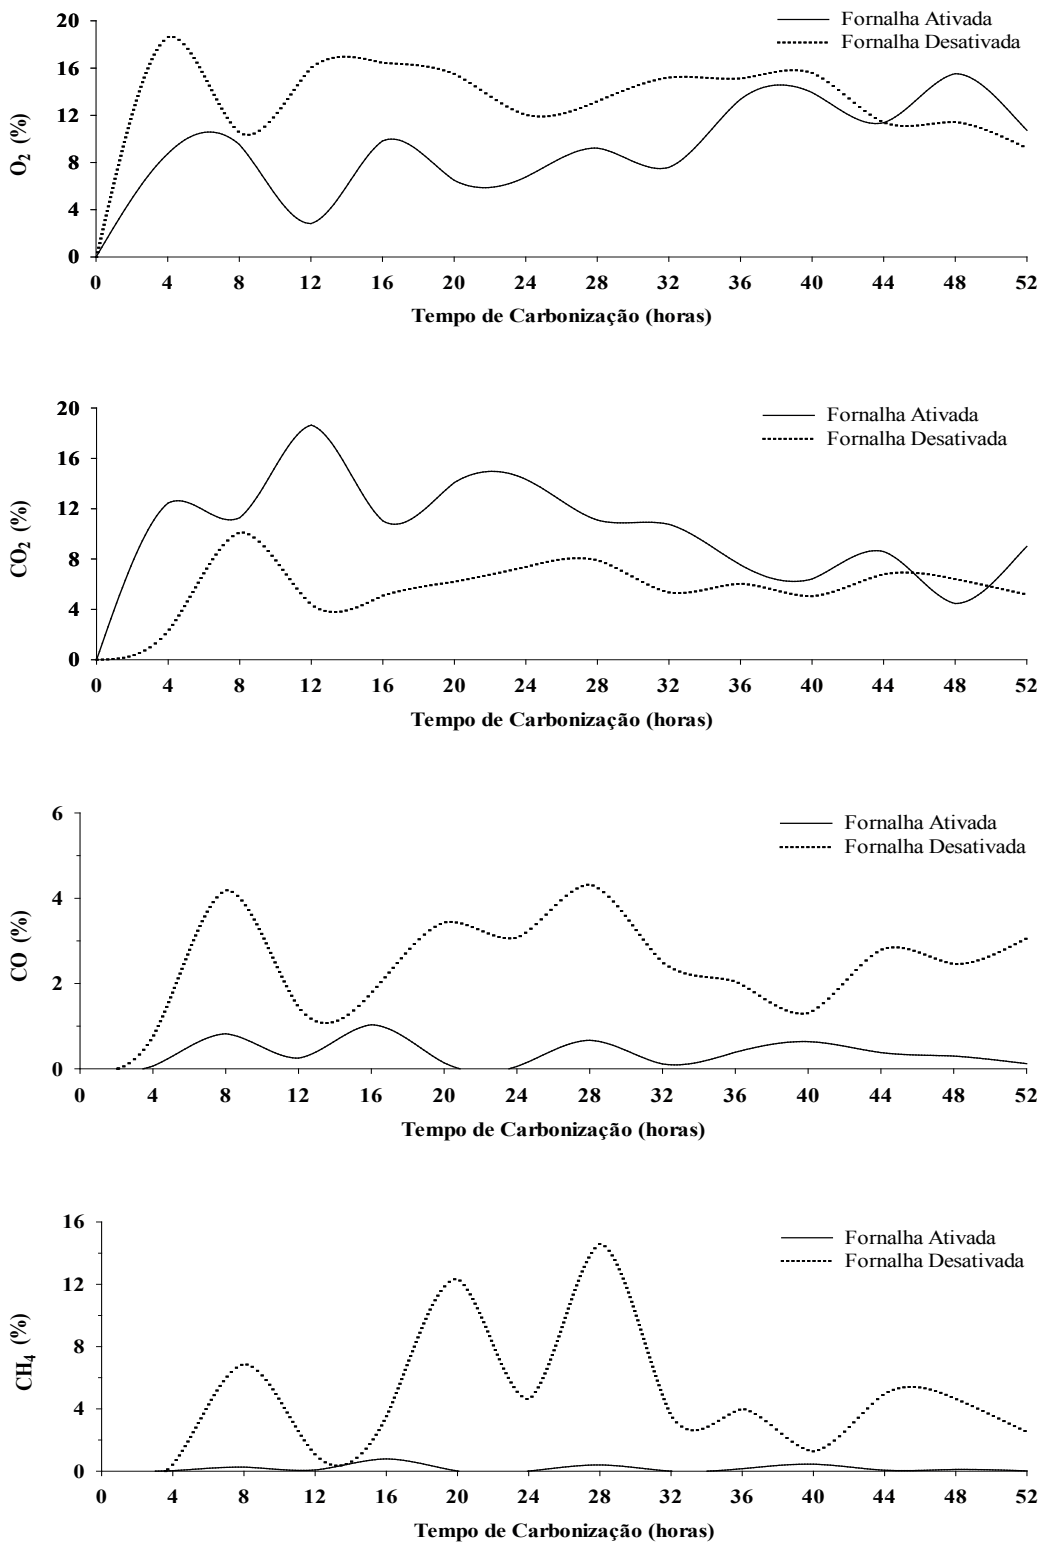 20
16
12
8
4
0
O₂ (%)
Fornalha Ativada
Fornalha Desativada
0 4 8 12 16 20 24 28 32 36 40 44 48 52
Tempo de Carbonização (horas)
20
16
12
8
4
0
CO₂ (%)
Fornalha Ativada
Fornalha Desativada
0 4 8 12 16 20 24 28 32 36 40 44 48 52
Tempo de Carbonização (horas)
6
4
2
0
CO (%)
Fornalha Ativada
Fornalha Desativada
0 4 8 12 16 20 24 28 32 36 40 44 48 52
Tempo de Carbonização (horas)
16
12
8
4
0
CH₄ (%)
Fornalha Ativada
Fornalha Desativada
0 4 8 12 16 20 24 28 32 36 40 44 48 52
Tempo de Carbonização (horas)